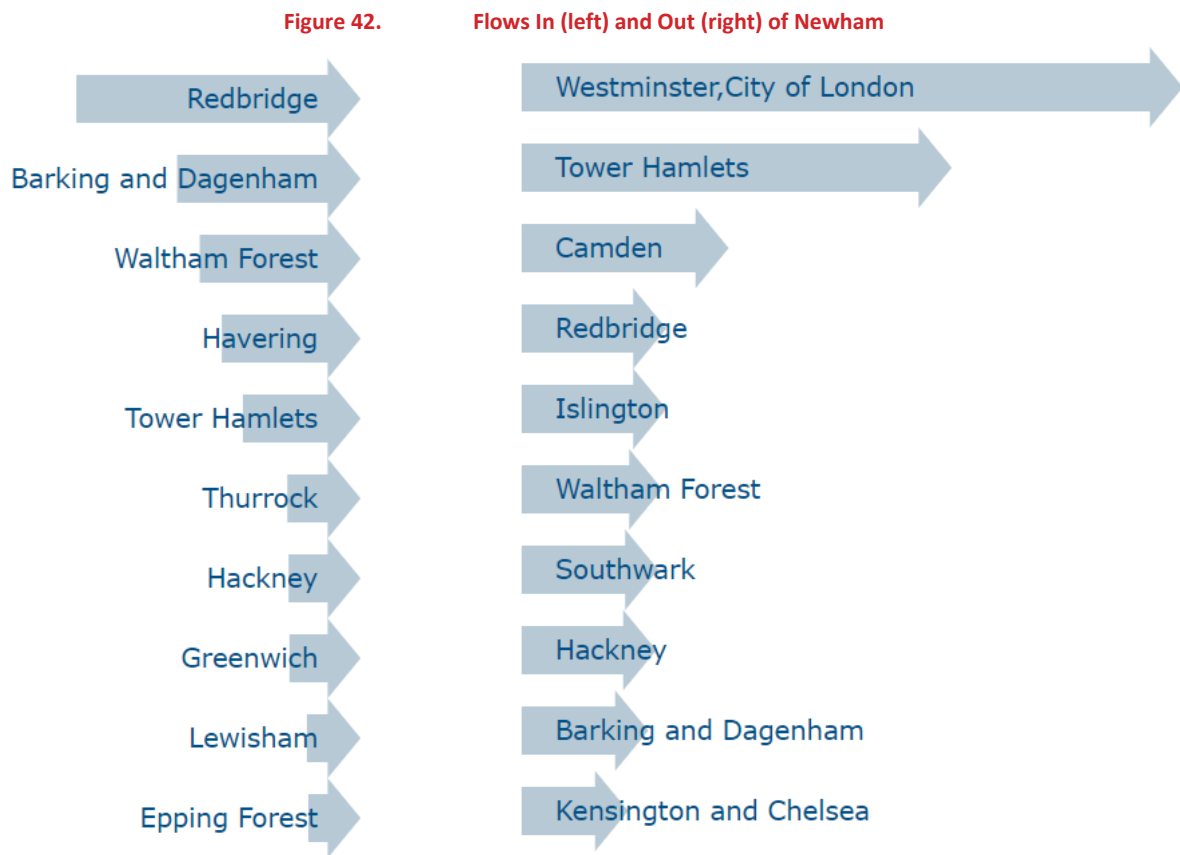 Figure 42. Flows In (left) and Out (right) of Newham
Redbridge
Barking and Dagenham
Waltham Forest
Havering
Tower Hamlets
Thurrock
Hackney
Greenwich
Lewisham
Epping Forest
Westminster,City of London
Tower Hamlets
Camden
Redbridge
Islington
Waltham Forest
Southwark
Hackney
Barking and Dagenham
Kensington and Chelsea